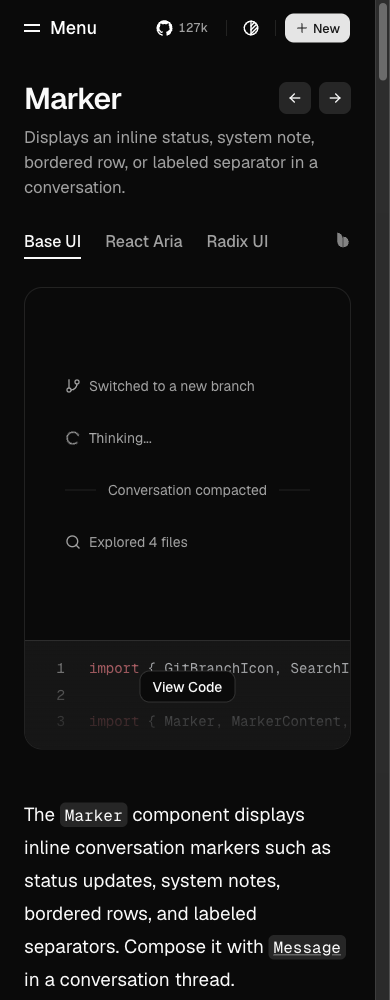 Menu
127k
New
Marker
Displays an inline status, system note,
bordered row, or labeled separator in a
conversation.
Base UI
React Aria
Radix UI
Switched to a new branch
Thinking...
Conversation compacted
Explored 4 files
1 import { GitBranchIcon, SearchI
2
View Code
3 import { Marker, MarkerContent,
The Marker component displays
inline conversation markers such as
status updates, system notes,
bordered rows, and labeled
separators. Compose it with Message
in a conversation thread.